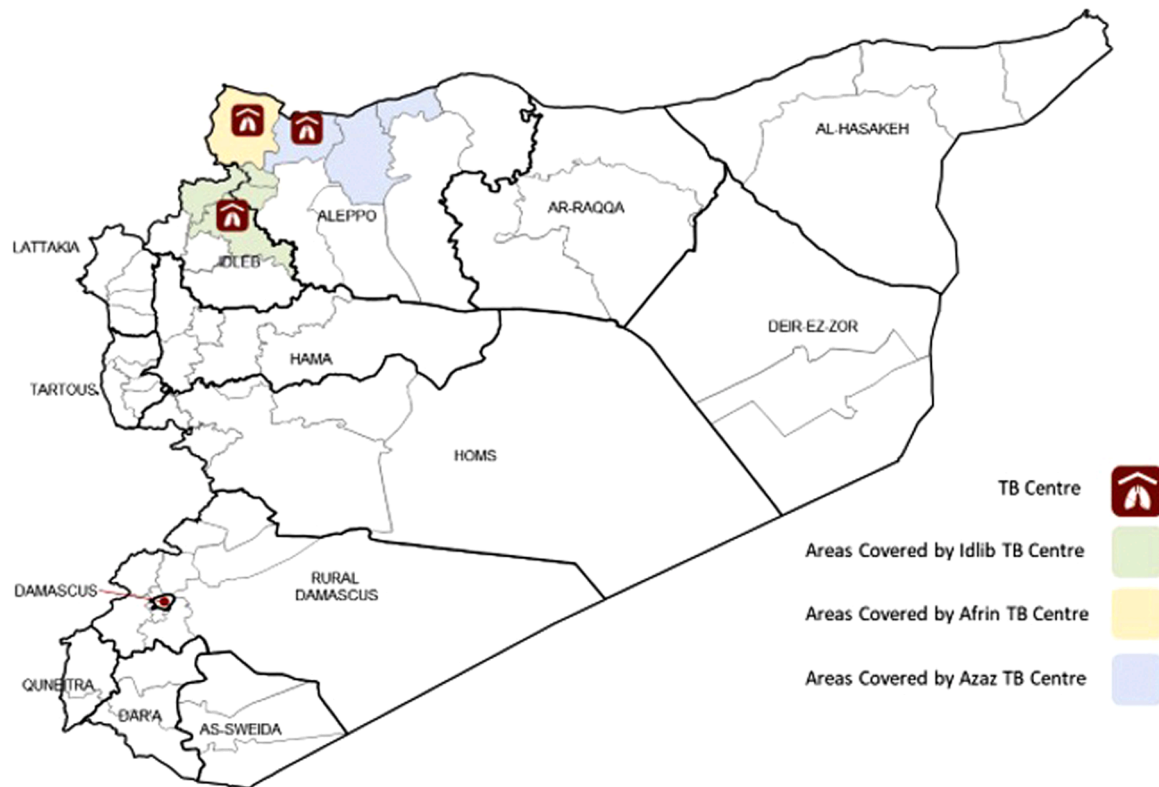 AL-HASAKEH
AR-RAQQA
ALEPPO
LATTAKIA
IDLEB
DEIR-EZ-ZOR
HAMA
TARTOUS
HOMS
TB Centre
Areas Covered by Idlib TB Centre
RURAL
DAMASCUS
DAMASCUS
Areas Covered by Afrin TB Centre
Areas Covered by Azaz TB Centre
QUNEITRA
DAR'A
AS-SWEIDA